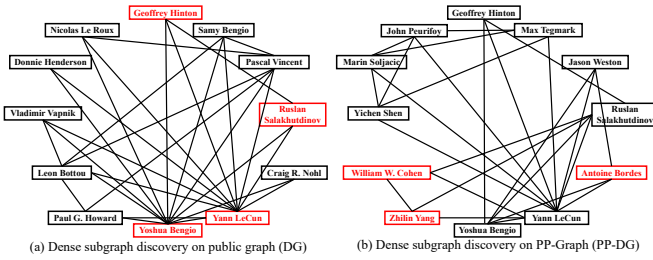 Geoffrey Hinton
Nicolas Le Roux
Samy Bengio
Donnie Henderson
Pascal Vincent
Vladimir Vapnik
Ruslan
Salakhutdinov
Leon Bottou
Craig R. Nohl
Paul G. Howard
Yann LeCun
Yoshua Bengio
(a) Dense subgraph discovery on public graph (DG)
Geoffrey Hinton
John Peurifoy
Max Tegmark
Marin Soljacic
Jason Weston
Yichen Shen
Ruslan
Salakhutdinov
William W. Cohen
Antoine Bordes
Zhilin Yang
Yann LeCun
Yoshua Bengio
(b) Dense subgraph discovery on PP-Graph (PP-DG)